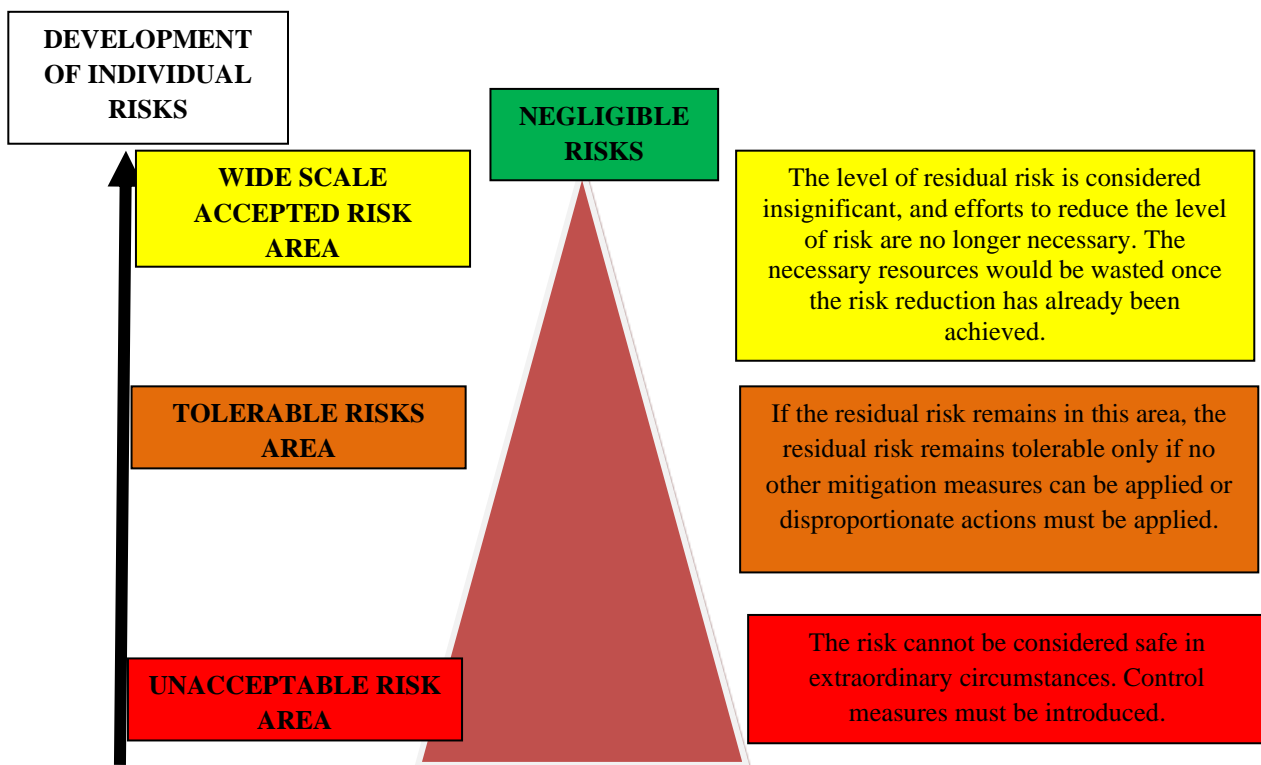 DEVELOPMENT
OF INDIVIDUAL
RISKS
NEGLIGIBLE
RISKS
WIDE SCALE
ACCEPTED RISK
AREA
The level of residual risk is considered
insignificant, and efforts to reduce the level
of risk are no longer necessary. The
necessary resources would be wasted once
the risk reduction has already been
achieved.
TOLERABLE RISKS
AREA
If the residual risk remains in this area, the
residual risk remains tolerable only if no
other mitigation measures can be applied or
disproportionate actions must be applied.
UNACCEPTABLE RISK
AREA
The risk cannot be considered safe in
extraordinary circumstances. Control
measures must be introduced.